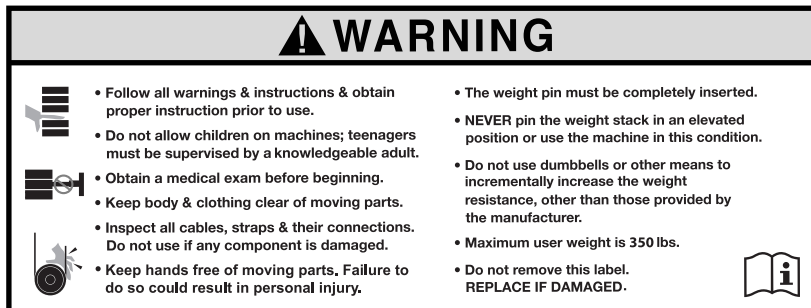 WARNING
• Follow all warnings & instructions & obtain
proper instruction prior to use.
• Do not allow children on machines; teenagers
must be supervised by a knowledgeable adult.
• Obtain a medical exam before beginning.
• Keep body & clothing clear of moving parts.
• Inspect all cables, straps & their connections.
Do not use if any component is damaged.
• Keep hands free of moving parts. Failure to
do so could result in personal injury.
• The weight pin must be completely inserted.
• NEVER pin the weight stack in an elevated
position or use the machine in this condition.
• Do not use dumbbells or other means to
incrementally increase the weight
resistance, other than those provided by
the manufacturer.
• Maximum user weight is 350 lbs.
• Do not remove this label.
REPLACE IF DAMAGED.